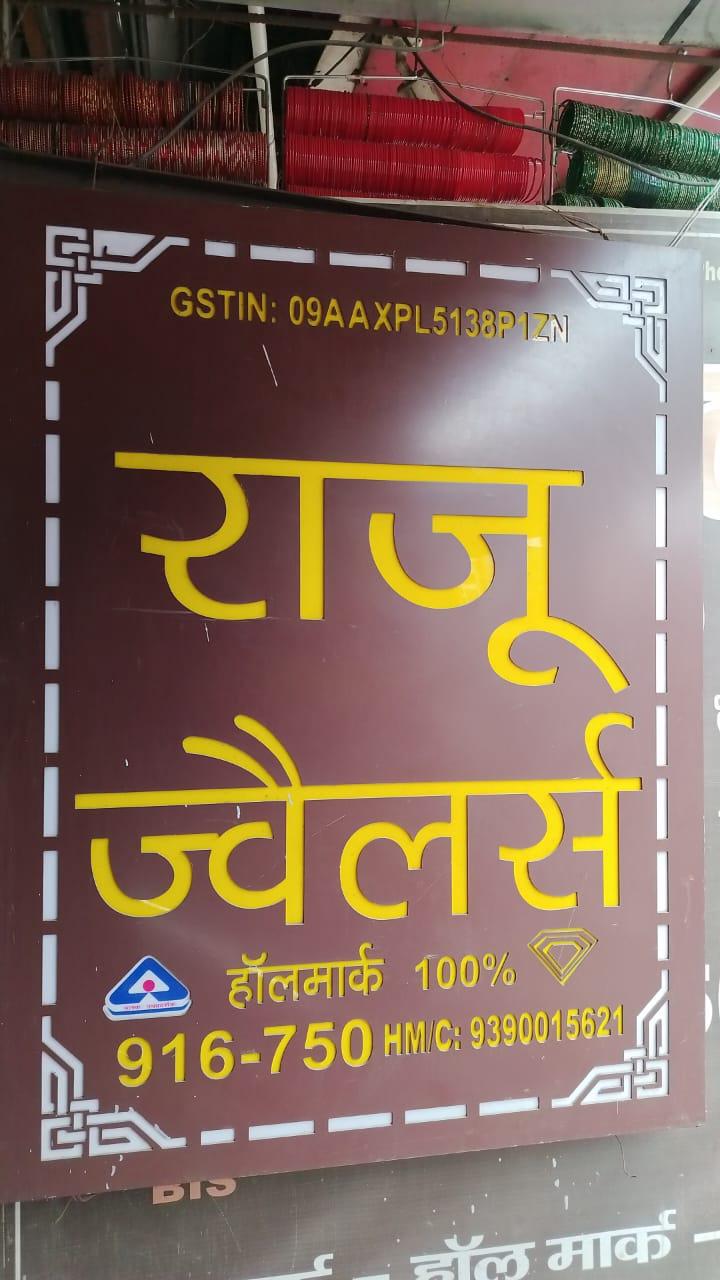 GSTIN: 09AAXPL5138P1ZN
राजू
ज्वैलर्स
हॉलमार्क 100%
916-750 HM/C: 9390015621
BIS
हॉल मार्क –